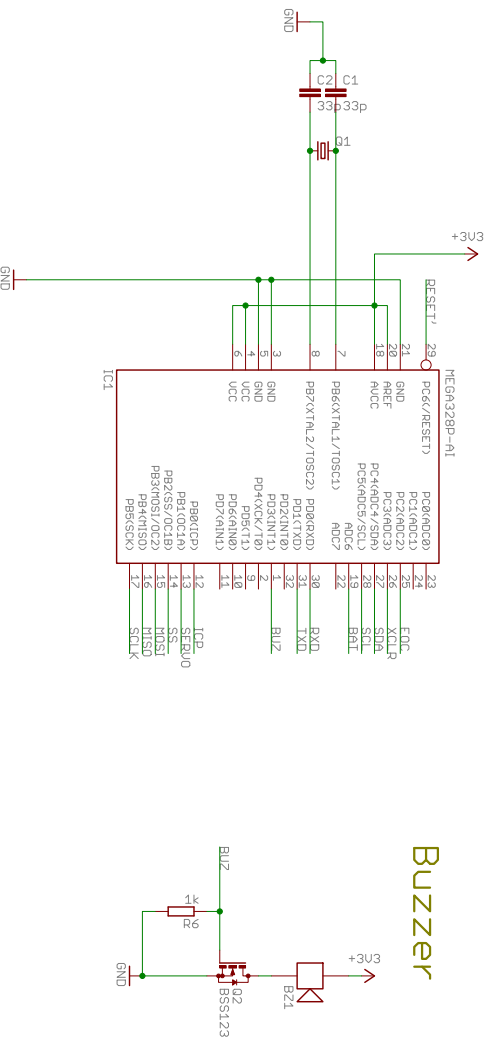 GND
C2
C1
33p
33p
Q1
+3V3
GND
RESET'
6
4
5
3
8
7
18
20
21
29
IC1
MEGA328P-AI
VCC
VCC
GND
GND
PB7(XTAL2/TOSC2)
PB6(XTAL1/TOSC1)
AVCC
AREF
GND
PC6(/RESET)
PB5(SCK)
PB4(MISO)
PB3(MOSI/OC2)
PB2(SS/OC1B)
PB1(OC1A)
PB0(ICP)
PD7(AIN1)
PD6(AIN0)
PD5(T1)
PD4(XCK/T0)
PD3(INT1)
PD2(INT0)
PD1(TXD)
PD0(RXD)
ADC7
ADC6
PC5(ADC5/SCL)
PC4(ADC4/SDA)
PC3(ADC3)
PC2(ADC2)
PC1(ADC1)
PC0(ADC0)
17
16
15
14
13
12
11
10
9
2
1
32
31
30
22
19
28
27
26
25
24
23
SCLK
MISO
MOSI
SS
SERVO
ICP
BUZ
TXD
RXD
BAT
SCL
SDA
XCLR
EOC
Buzzer
BUZ
1k
R6
GND
Q2
BSS123
BZ1
+3V3